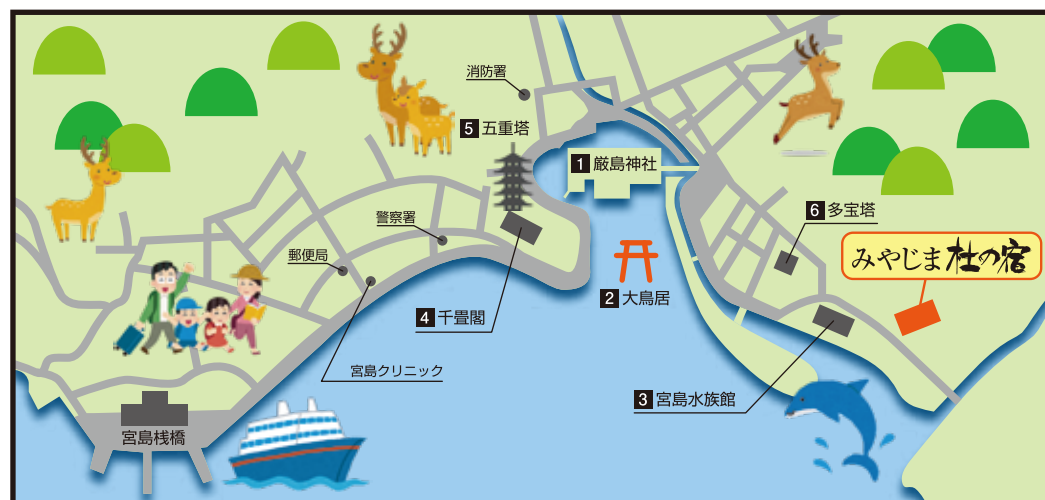 消防署
5 五重塔
1 厳島神社
6 多宝塔
警察署
みやじま杜の宿
郵便局
2 大鳥居
4 千畳閣
宮島クリニック
3 宮島水族館
宮島桟橋